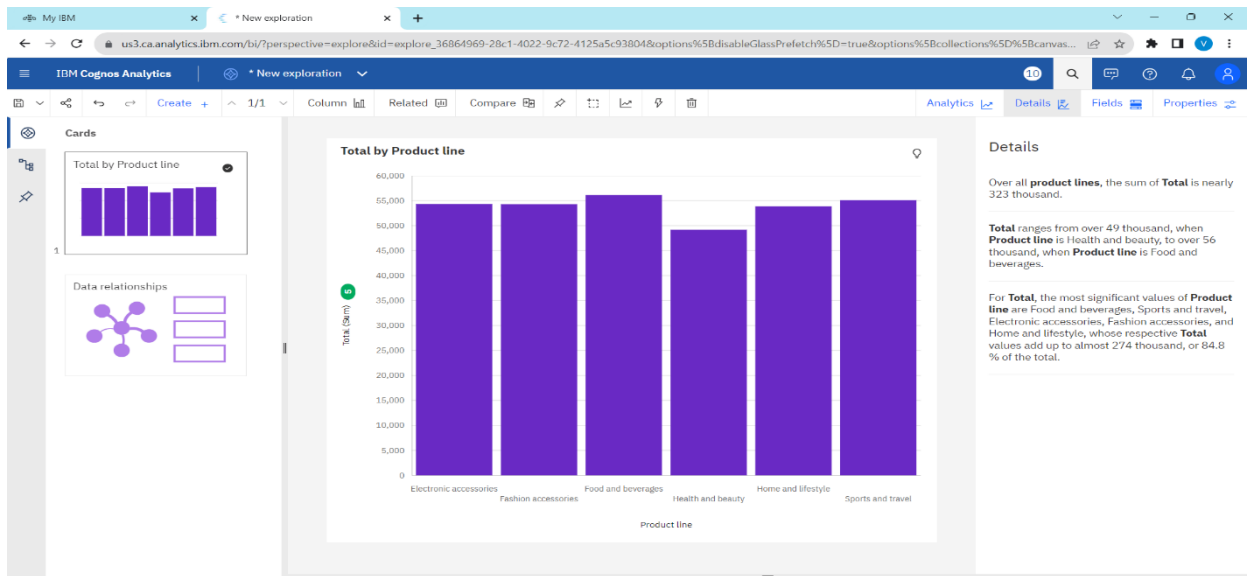 My IBM
* New exploration
us3.ca.analytics.ibm.com/bi/?perspective=explore&id=explore_36864969-28c1-4022-9c72-4125a5c93804&options%5BdisableGlassPrefetch%5D=true&options%5Bcollections%5D%5Bcanvas...
V
IBM Cognos Analytics
* New exploration
10
Create +
1/1
Column
Related
Compare
Analytics
Details
Fields
Properties
Cards
Total by Product line
1
Data relationships
Total by Product line
60,000
55,000
50,000
45,000
40,000
35,000
30,000
25,000
20,000
15,000
10,000
5,000
0
Total (Sum)
5
Electronic accessories
Fashion accessories
Food and beverages
Health and beauty
Home and lifestyle
Sports and travel
Product line
Details
Over all product lines, the sum of Total is nearly
323 thousand.
Total ranges from over 49 thousand, when
Product line is Health and beauty, to over 56
thousand, when Product line is Food and
beverages.
For Total, the most significant values of Product
line are Food and beverages, Sports and travel,
Electronic accessories, Fashion accessories, and
Home and lifestyle, whose respective Total
values add up to almost 274 thousand, or 84.8
% of the total.